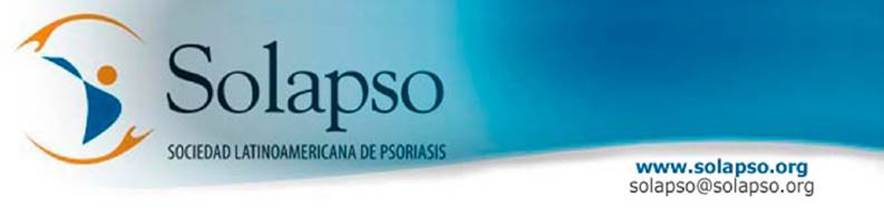 Solapso
SOCIEDAD LATINOAMERICANA DE PSORIASIS
www.solapso.org
solapso@solapso.org